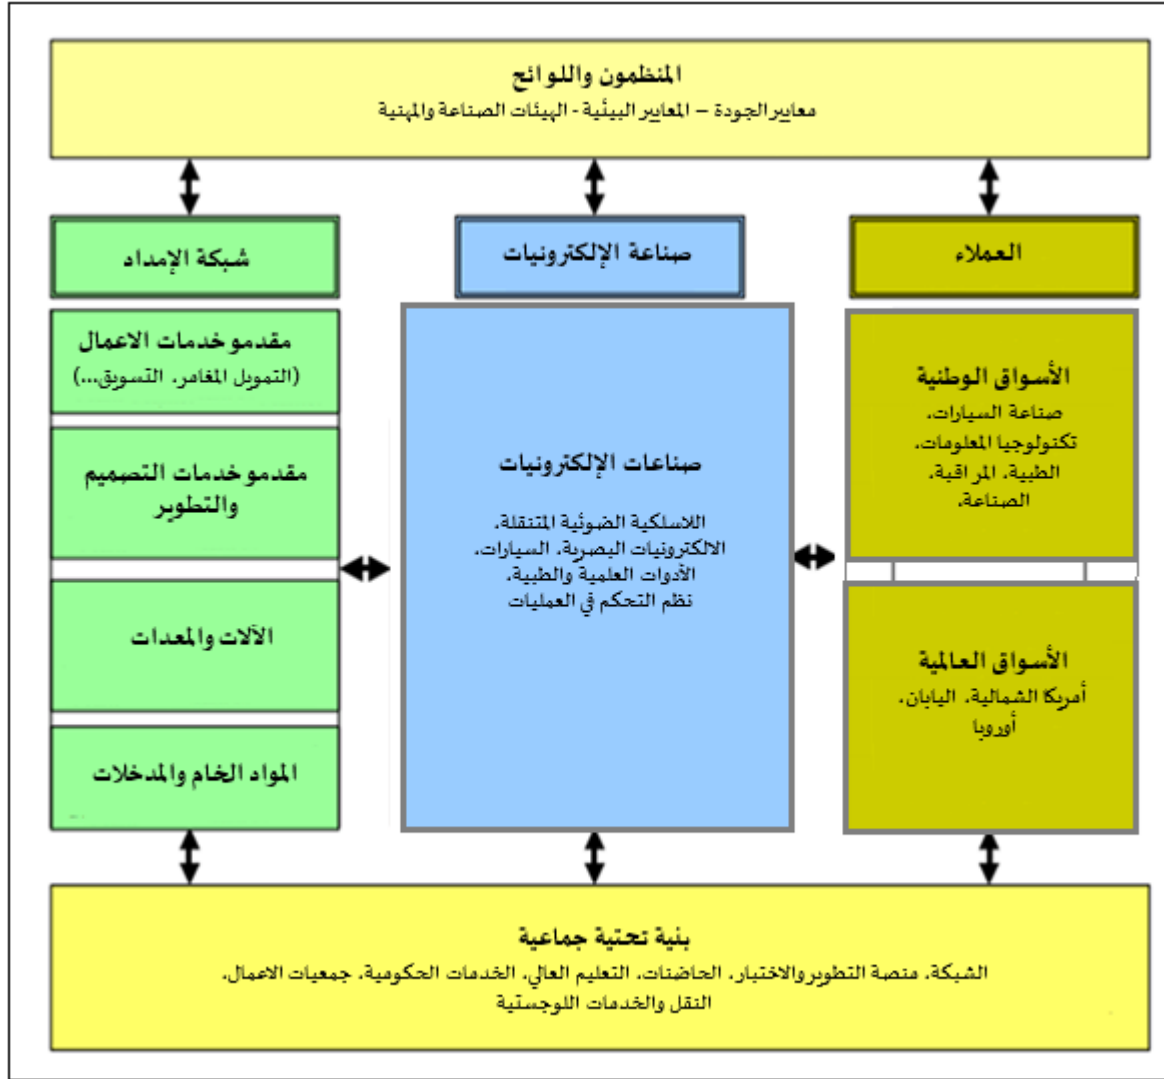 المنظمون واللوائح
معايير الجودة – المعايير البيئية - الهيئات الصناعة والمهنية
العملاء
صناعة الإلكترونيات
شبكة الإمداد
الأسواق الوطنية
صناعة السيارات،
تكنولوجيا المعلومات،
الطبية، المراقبة،
الصناعة،
الأسواق العالمية
أمريكا الشمالية، اليابان،
أوروبا
صناعات الإلكترونيات
اللاسلكية الضوئية المتنقلة،
الالكترونيات البصرية، السيارات،
الأدوات العلمية والطبية،
نظم التحكم في العمليات
مقدمو خدمات الاعمال
(التمويل المغامر، التسويق...)
مقدمو خدمات التصميم
والتطوير
الآلات والمعدات
المواد الخام والمدخلات
بنية تحتية جماعية
الشبكة، منصة التطوير والاختبار، الحاضنات، التعليم العالي، الخدمات الحكومية، جمعيات الاعمال،
النقل والخدمات اللوجستية